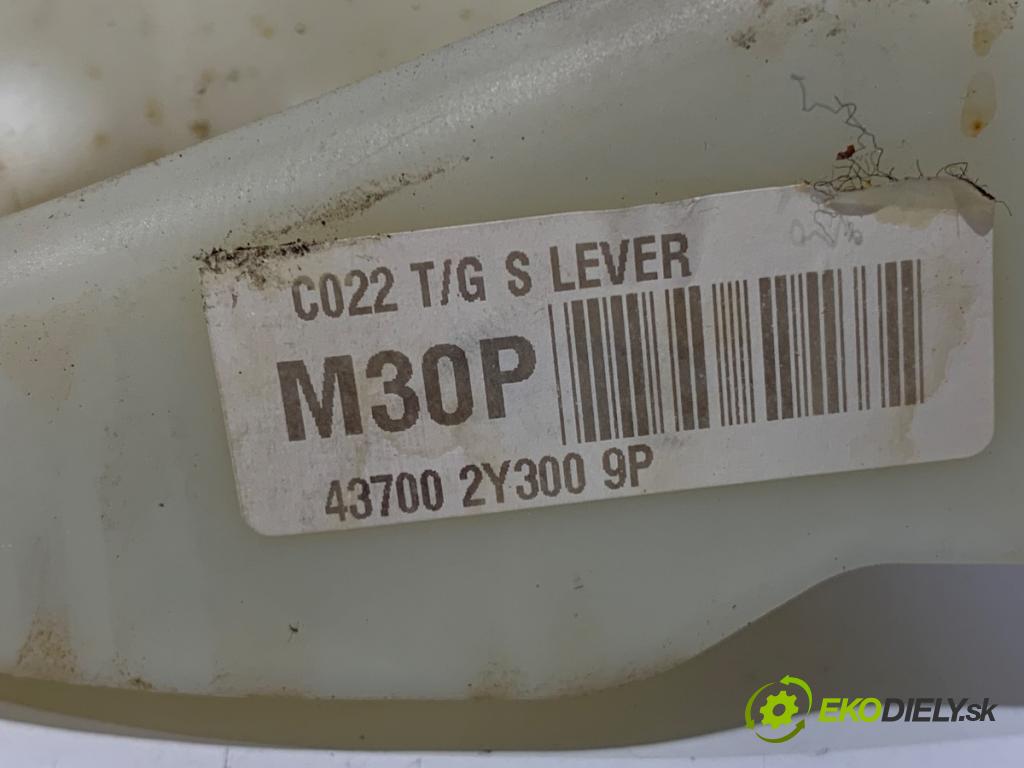 C022 T/G S LEVER
M30P
43700 2Y300 9P
EKODIELY.sk